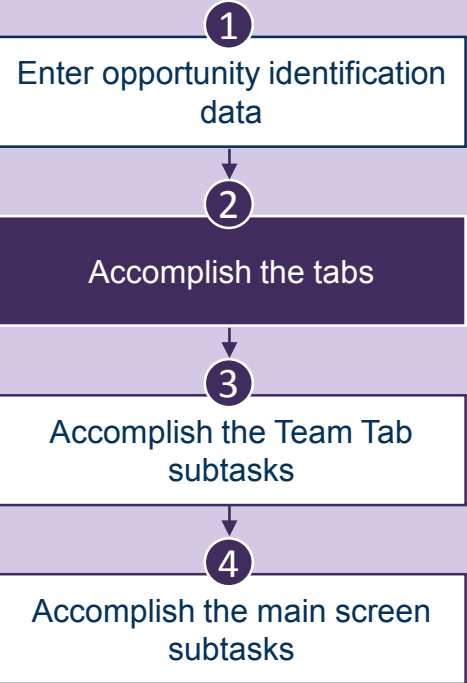 1
Enter opportunity identification
data
2
Accomplish the tabs
3
Accomplish the Team Tab
subtasks
4
Accomplish the main screen
subtasks